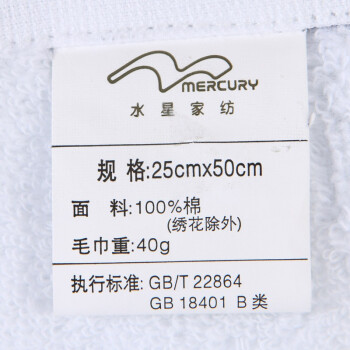 MERCURY
水星家纺
规 格:25cmx50cm
面 料:100%棉
(绣花除外)
毛巾重:40g
执行标准: GB/T 22864
GB 18401 B 类